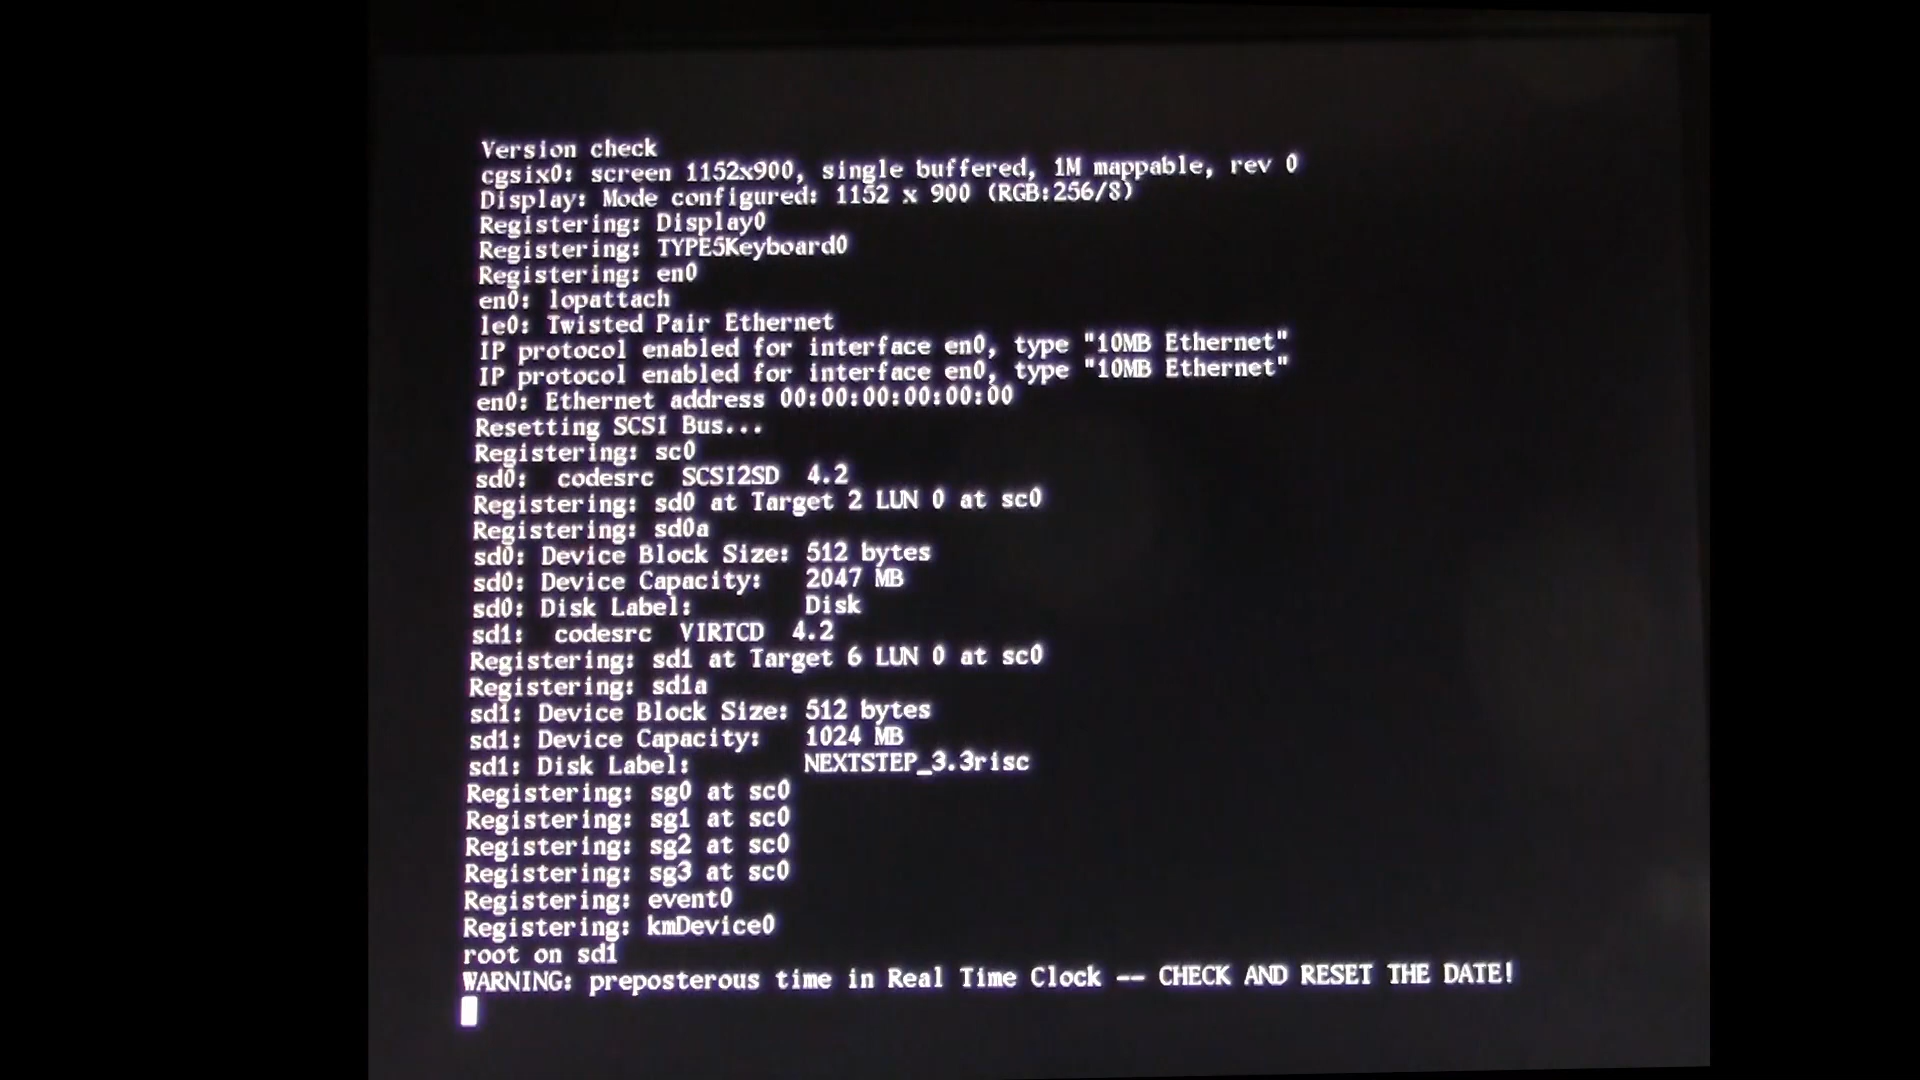 Version check
cgsix0: screen 1152x900, single buffered, 1M mappable, rev 0
Display: Mode configured: 1152 x 900 (RGB:256/8)
Registering: Display0
Registering: TYPE5Keyboard0
Registering: en0
en0: lopattach
le0: Twisted Pair Ethernet
IP protocol enabled for interface en0, type "10MB Ethernet"
IP protocol enabled for interface en0, type "10MB Ethernet"
en0: Ethernet address 00:00:00:00:00:00
Resetting SCSI Bus...
Registering: sc0
sd0:  codesrc  SCSI2SD  4.2
Registering: sd0 at Target 2 LUN 0 at sc0
Registering: sd0a
sd0: Device Block Size: 512 bytes
sd0: Device Capacity:   2047 MB
sd0: Disk Label:        Disk
sd1:  codesrc  VIRTCD  4.2
Registering: sd1 at Target 6 LUN 0 at sc0
Registering: sd1a
sd1: Device Block Size: 512 bytes
sd1: Device Capacity:   1024 MB
sd1: Disk Label:        NEXTSTEP_3.3risc
Registering: sg0 at sc0
Registering: sg1 at sc0
Registering: sg2 at sc0
Registering: sg3 at sc0
Registering: event0
Registering: kmDevice0
root on sd1
WARNING: preposterous time in Real Time Clock -- CHECK AND RESET THE DATE!